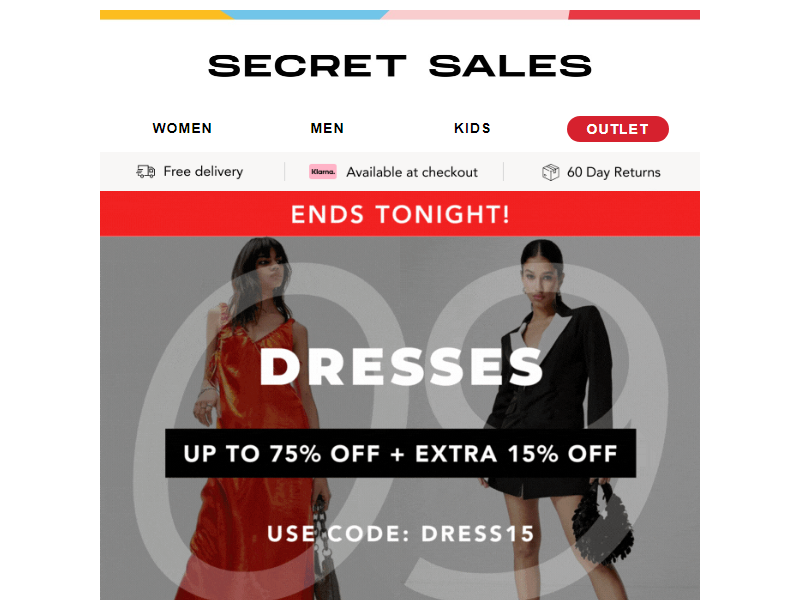 SECRET SALES
WOMEN MEN KIDS OUTLET
Free delivery Klarna. Available at checkout 60 Day Returns
ENDS TONIGHT!
09
DRESSES
UP TO 75% OFF + EXTRA 15% OFF
USE CODE: DRESS15